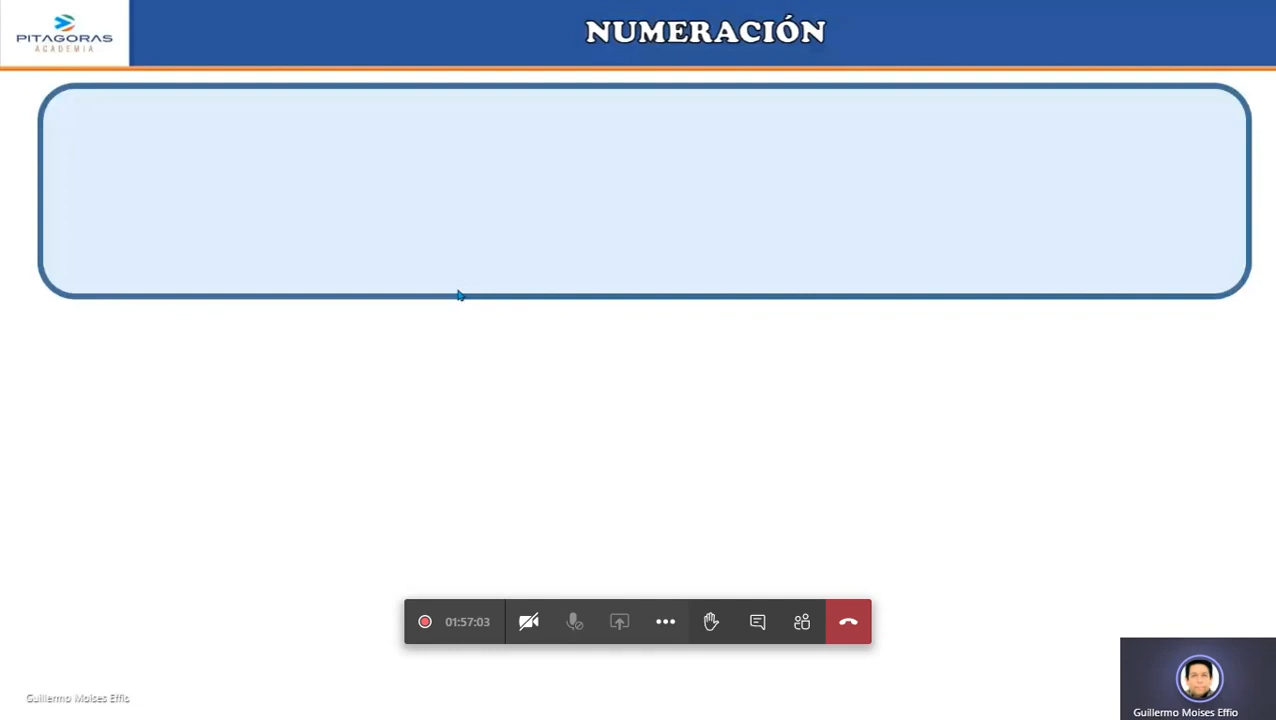 PITAGORAS
ACADEMIA
NUMERACIÓN
01:57:03
Guillermo Moises Effio
Guillermo Moises Effio